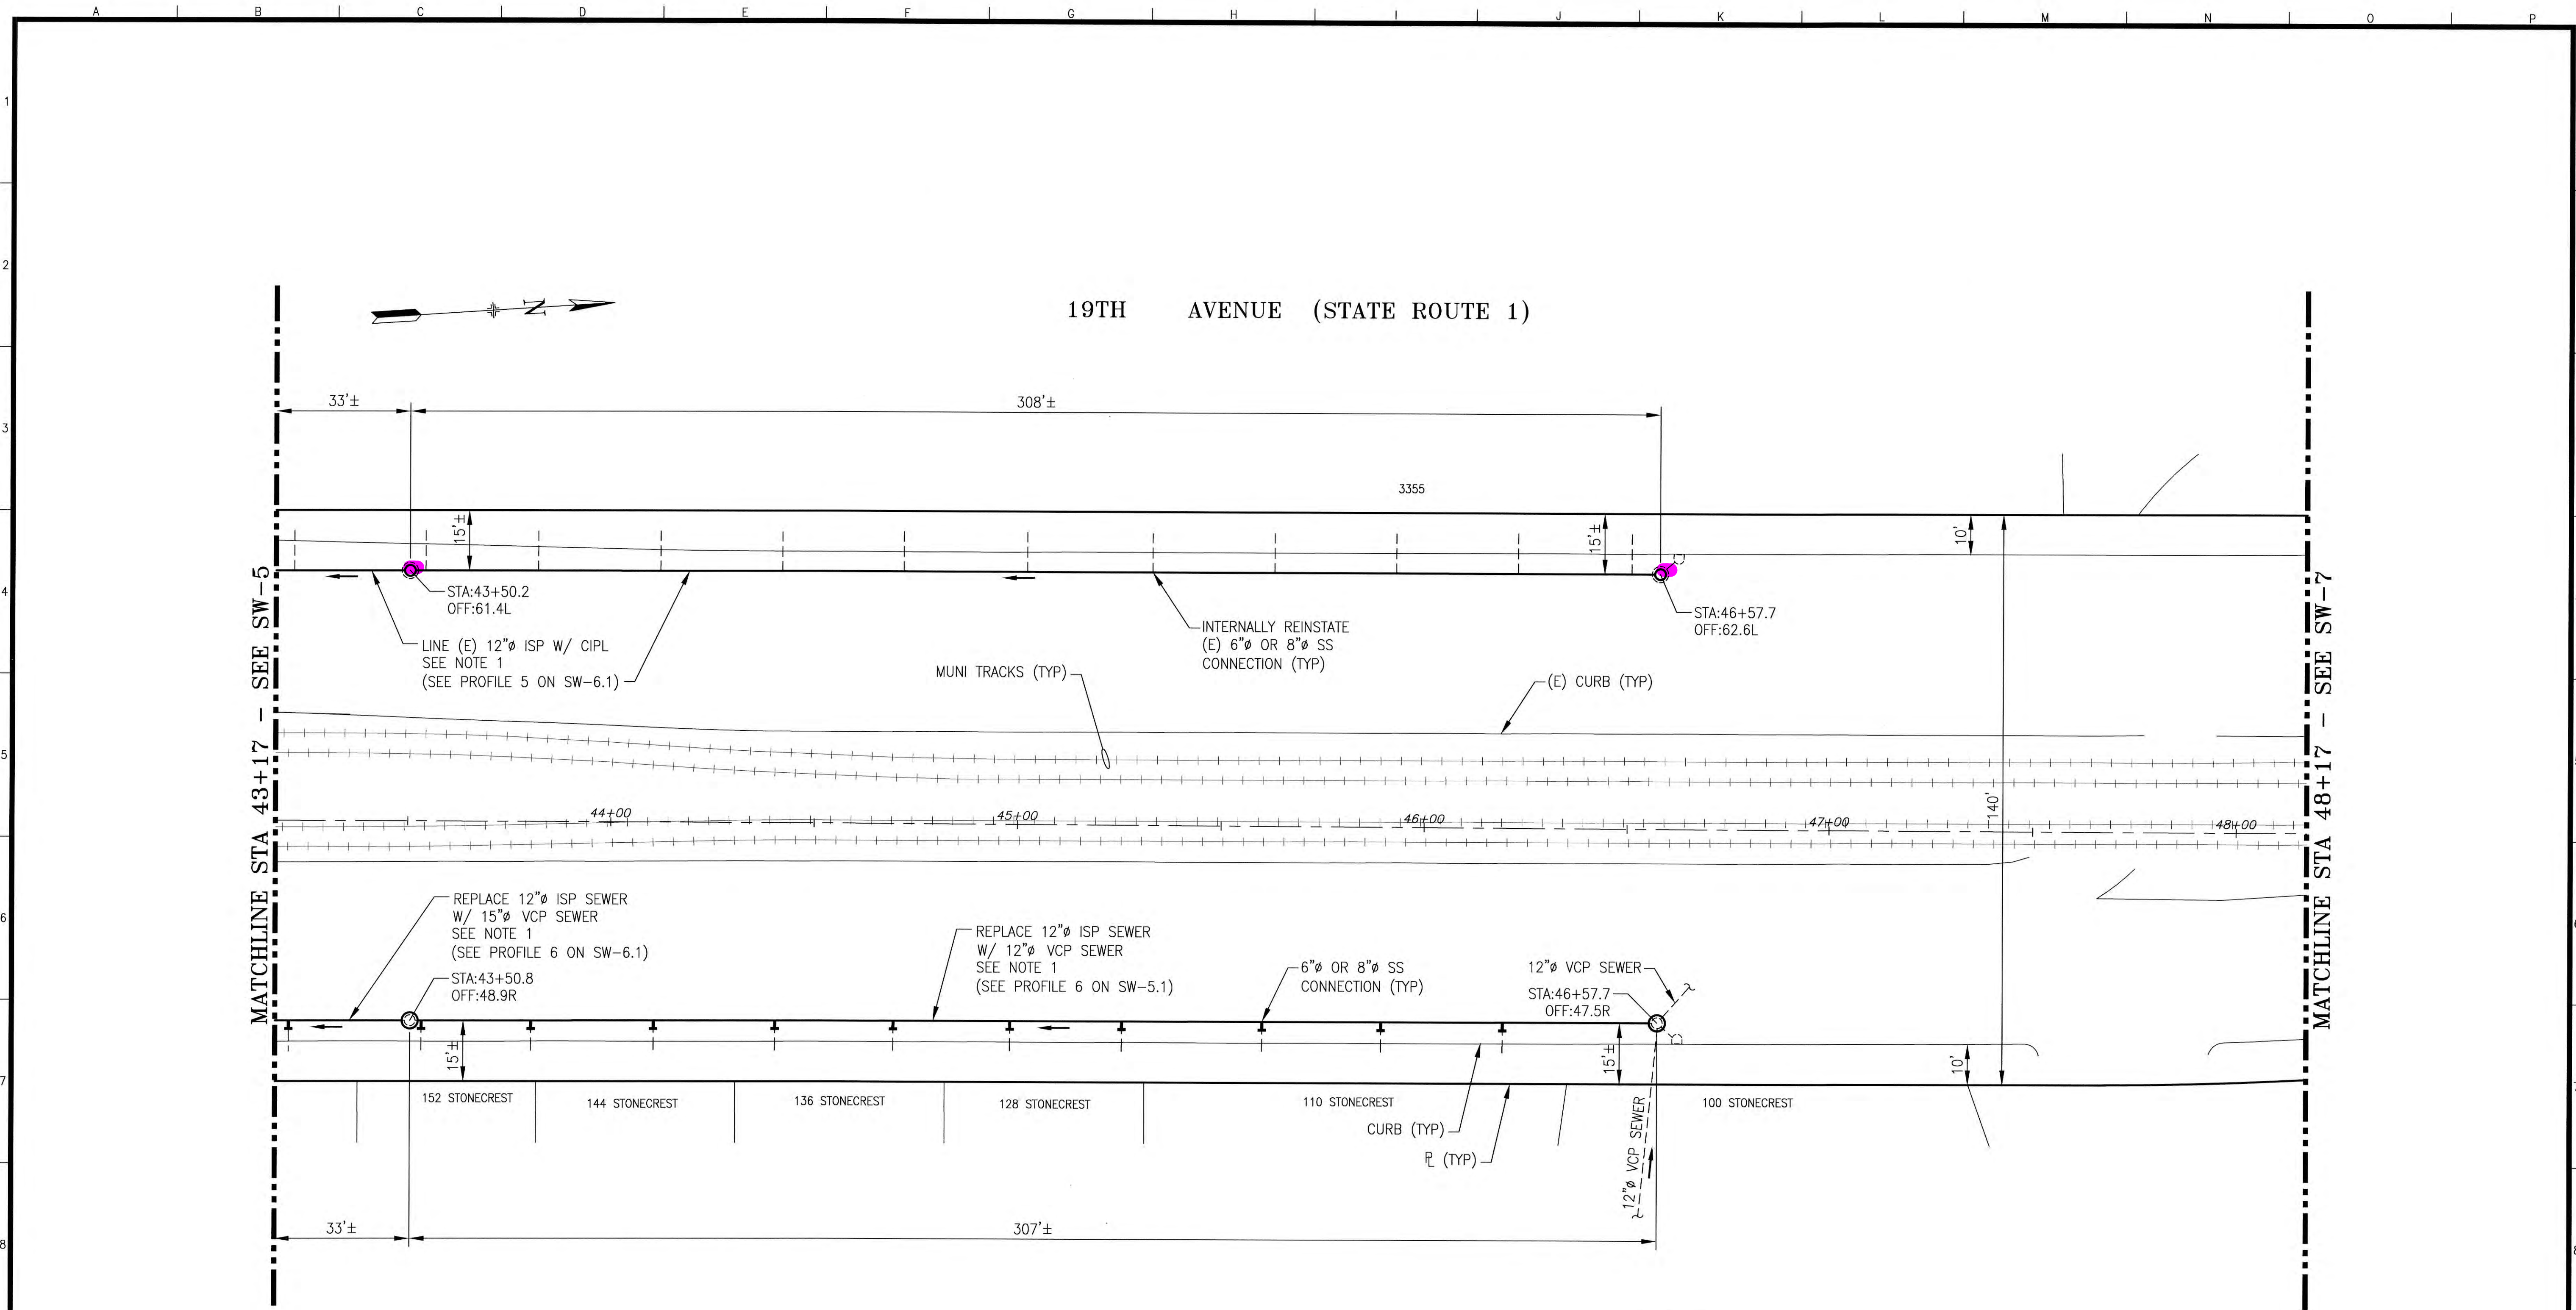 A B C D E F G H I J K L M N O P
1
2
3
4
5
6
7
8
N
19TH AVENUE (STATE ROUTE 1)
33'±
308'±
3355
15'±
15'±
10'
STA:43+50.2
OFF:61.4L
STA:46+57.7
OFF:62.6L
LINE (E) 12"ø ISP W/ CIPL
SEE NOTE 1
(SEE PROFILE 5 ON SW-6.1)
INTERNALLY REINSTATE
(E) 6"ø OR 8"ø SS
CONNECTION (TYP)
MUNI TRACKS (TYP)
(E) CURB (TYP)
MATCHLINE STA 43+17 - SEE SW-5
MATCHLINE STA 48+17 - SEE SW-7
44+00
45+00
46+00
47+00
48+00
140'
REPLACE 12"ø ISP SEWER
W/ 15"ø VCP SEWER
SEE NOTE 1
(SEE PROFILE 6 ON SW-6.1)
STA:43+50.8
OFF:48.9R
REPLACE 12"ø ISP SEWER
W/ 12"ø VCP SEWER
SEE NOTE 1
(SEE PROFILE 6 ON SW-5.1)
6"ø OR 8"ø SS
CONNECTION (TYP)
12"ø VCP SEWER
STA:46+57.7
OFF:47.5R
15'±
15'±
10'
152 STONECREST
144 STONECREST
136 STONECREST
128 STONECREST
110 STONECREST
100 STONECREST
CURB (TYP)
PL (TYP)
12"ø VCP SEWER
33'±
307'±